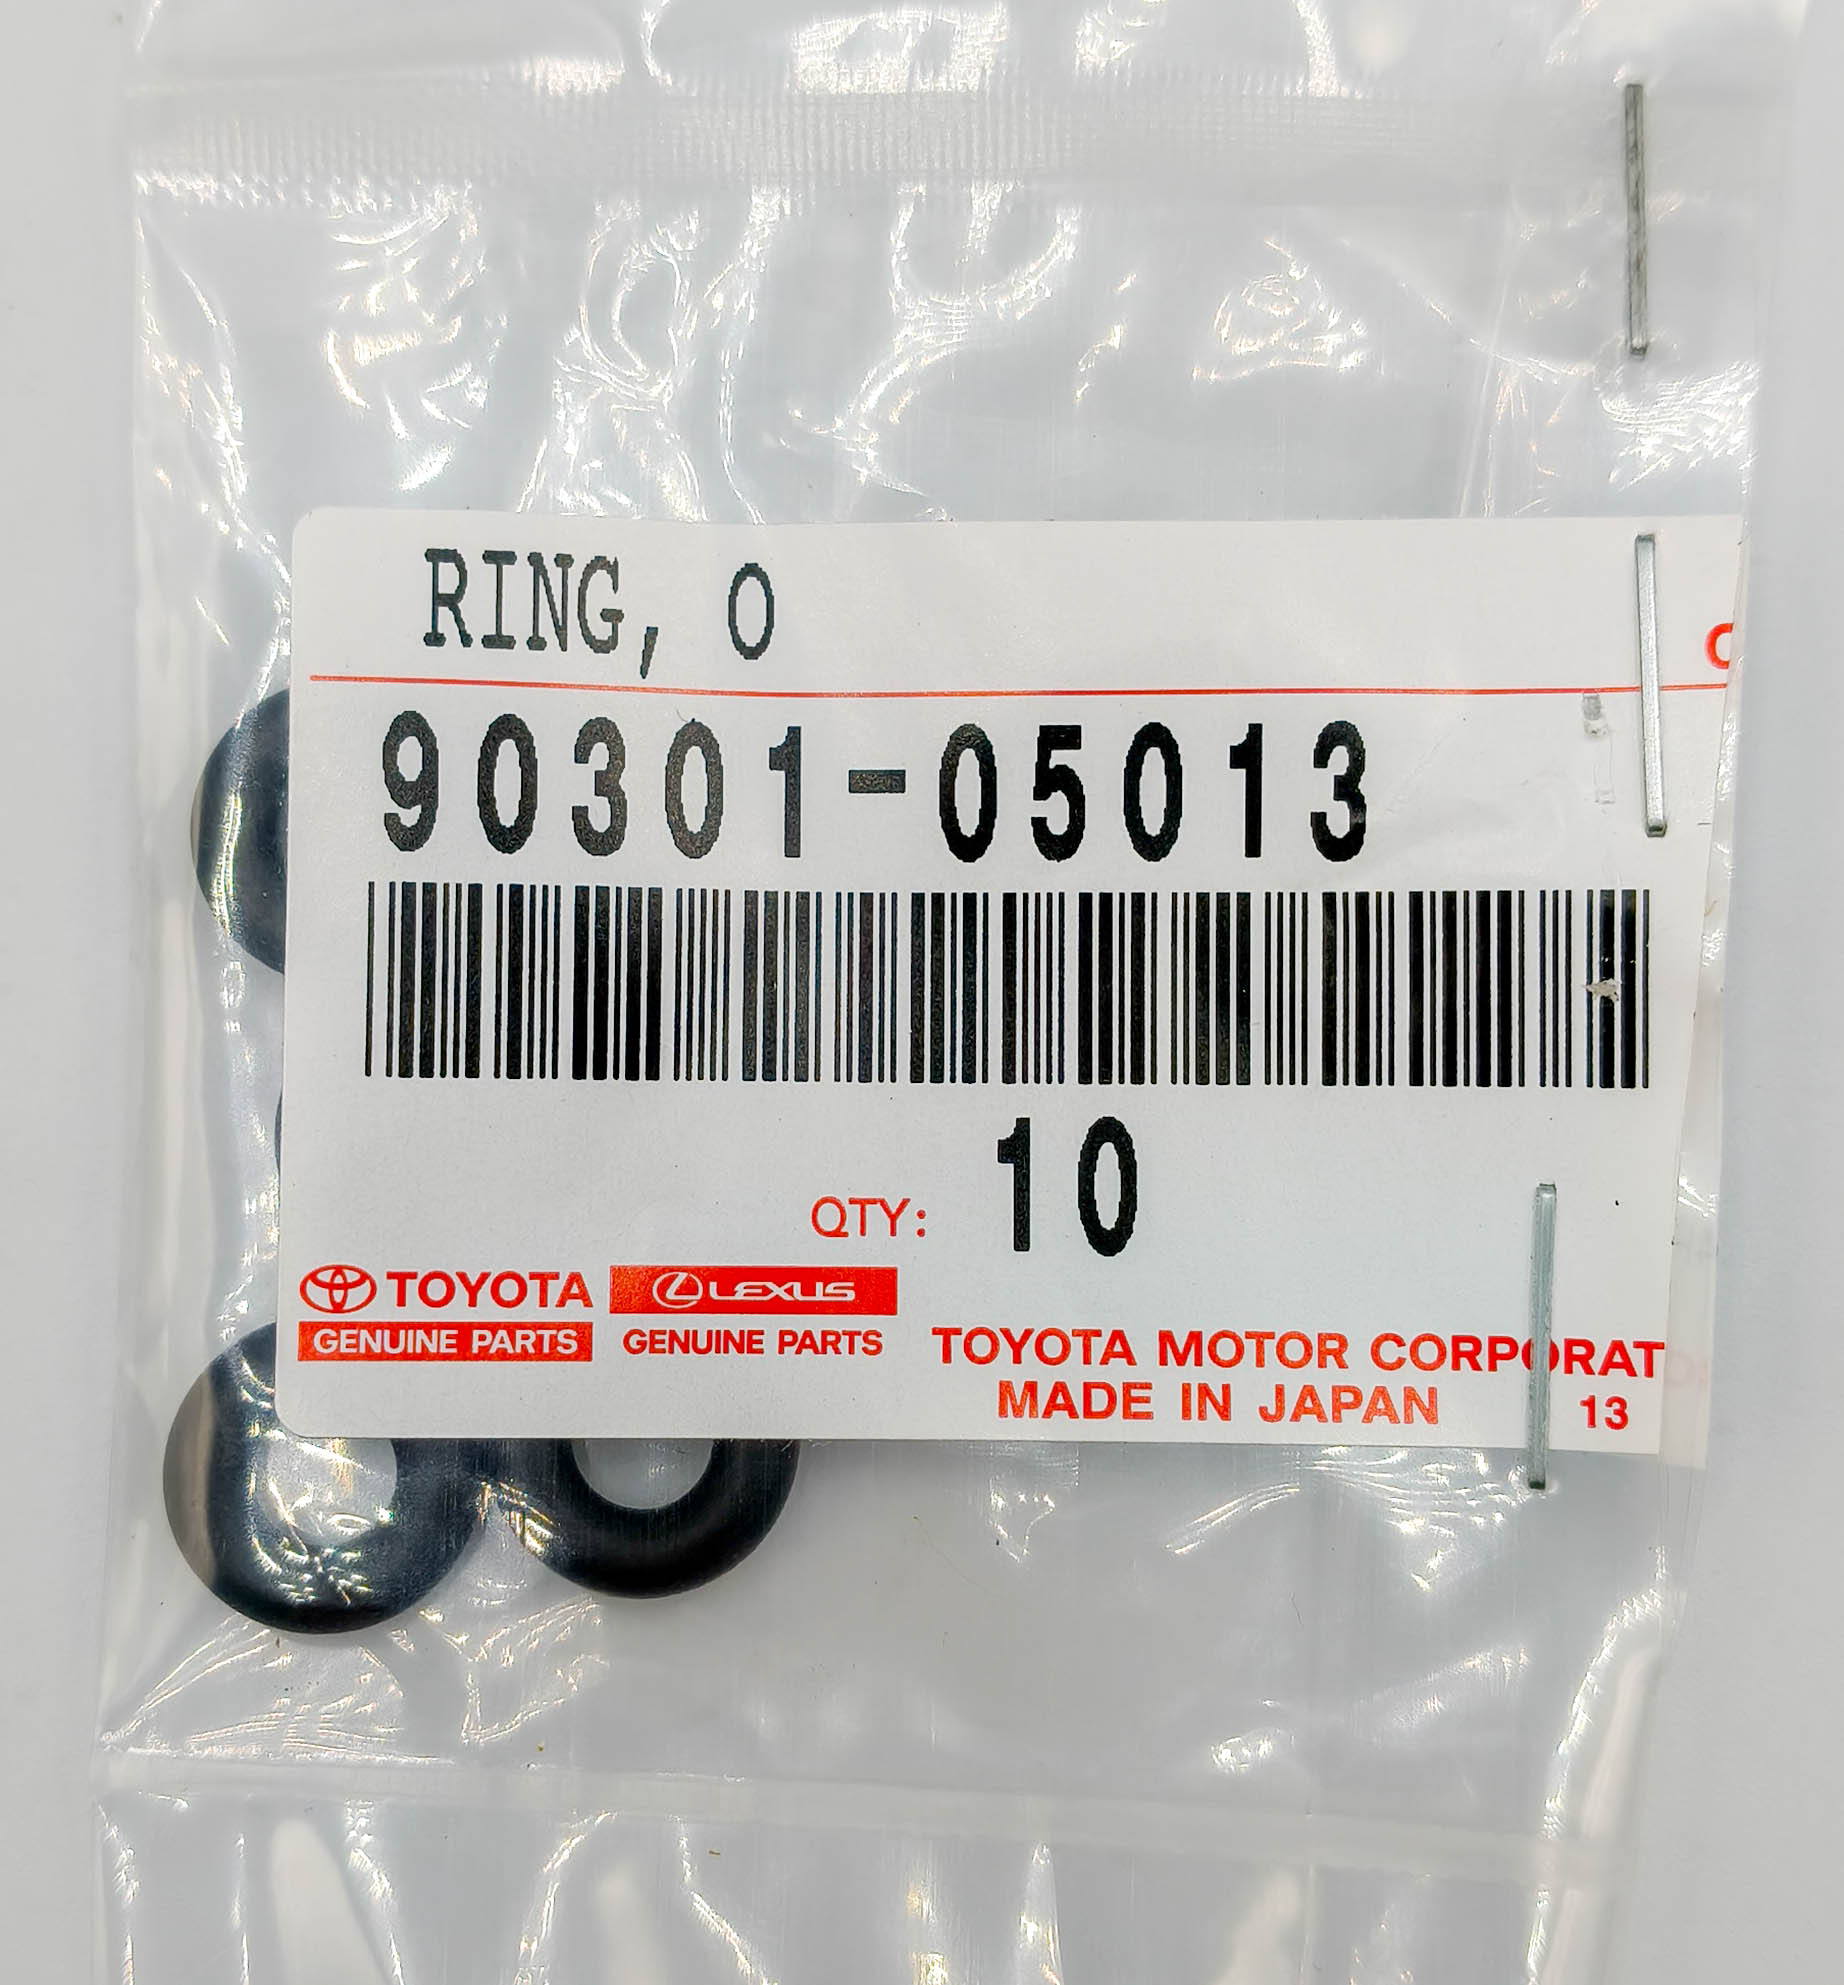 RING, O
90301-05013
QTY: 10
TOYOTA LEXUS
GENUINE PARTS GENUINE PARTS
TOYOTA MOTOR CORPORAT
MADE IN JAPAN 13